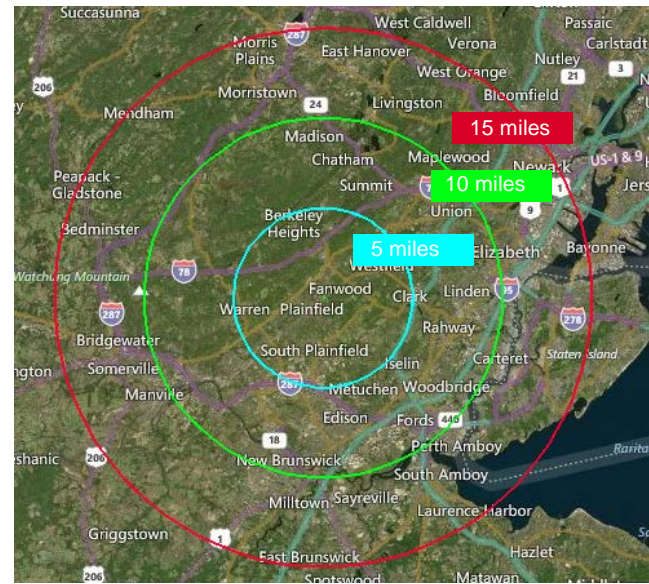 Succasunna
West Caldwell
Passaic
287
Morris
Plains
East Hanover
Verona
Carlstadt
Nutley
3
206
West Orange
21
Morristown
Bloomfield
Livingston
Mendham
24
15 miles
Madison
Chatham
Maplewood
Newark
US-1 & 9
Peapack -
Gladstone
Summit
10 miles
1
Union
9
Berkeley
Heights
Bedminster
5 miles
Elizabeth
Bayonne
Westfield
78
Watchung Mountain
Fanwood
Clark
Linden
95
Warren
Plainfield
287
278
Rahway
Bridgewater
South Plainfield
Iselin
Carteret
Staten Island
Somerville
287
Metuchen
Woodbridge
Manville
Edison
Fords
440
18
Perth Amboy
206
New Brunswick
South Amboy
Milltown
Sayreville
Laurence Harbor
Griggstown
1
East Brunswick
Hazlet
206
Spotswood
Matawan